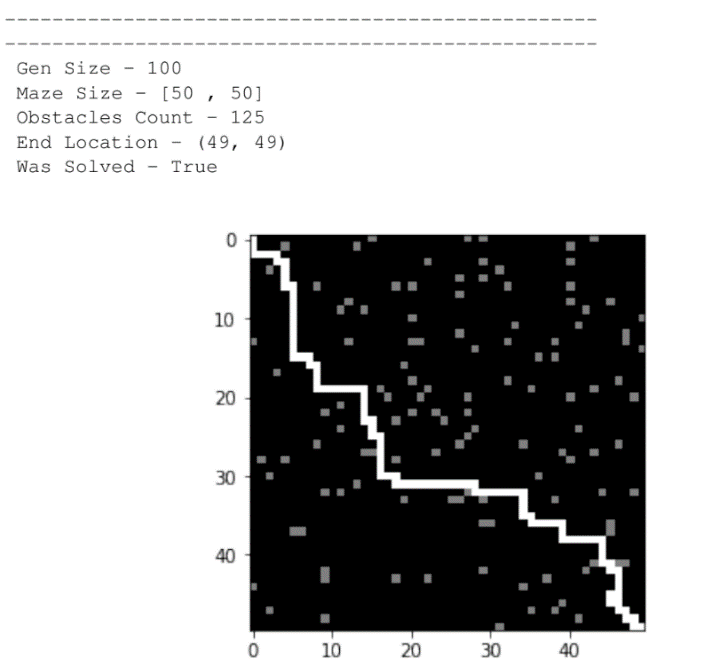 Gen Size - 100
Maze Size - [50 , 50]
Obstacles Count - 125
End Location - (49, 49)
Was Solved - True
0
10
20
30
40
0 10 20 30 40